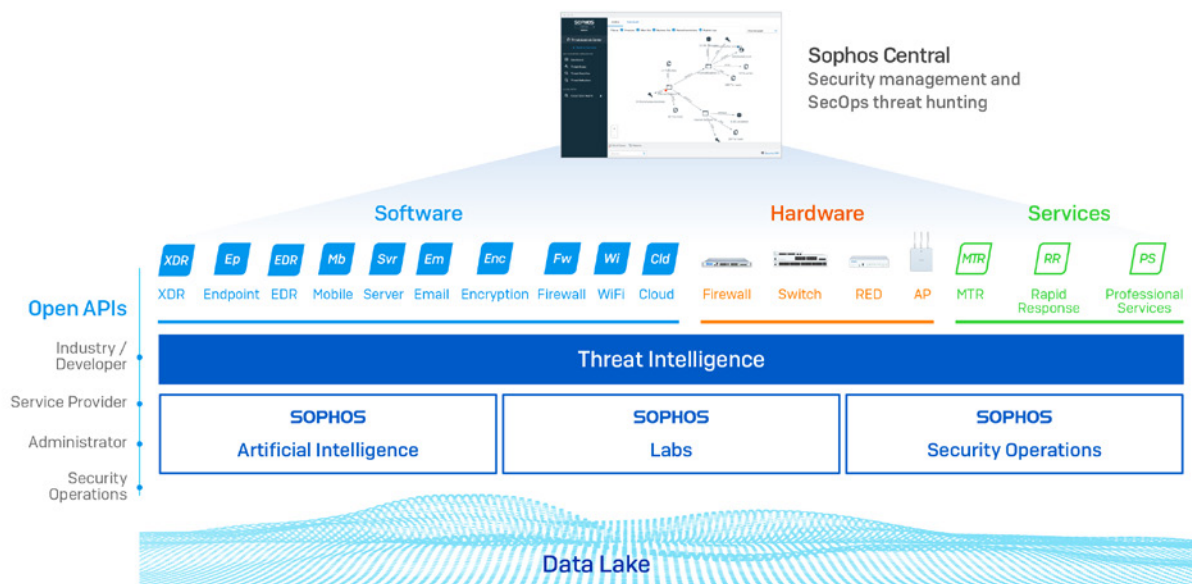 SOPHOS
Sophos Central
Security management and
SecOps threat hunting
Software
Hardware
Services
XDR
Ep
EDR
Mb
Svr
Em
Enc
Fw
Wi
Cld
MTR
RR
PS
XDR
Endpoint
EDR
Mobile
Server
Email
Encryption
Firewall
WiFi
Cloud
Firewall
Switch
RED
AP
MTR
Rapid
Response
Professional
Services
Open APIs
Industry /
Developer
Service Provider
Administrator
Security
Operations
Threat Intelligence
SOPHOS
Artificial Intelligence
SOPHOS
Labs
SOPHOS
Security Operations
Data Lake